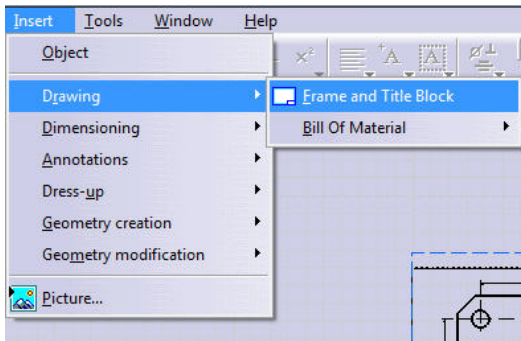 Insert Tools Window Help
Object
Drawing
Frame and Title Block
Dimensioning
Bill Of Material
Annotations
Dress-up
Geometry creation
Geometry modification
Picture...